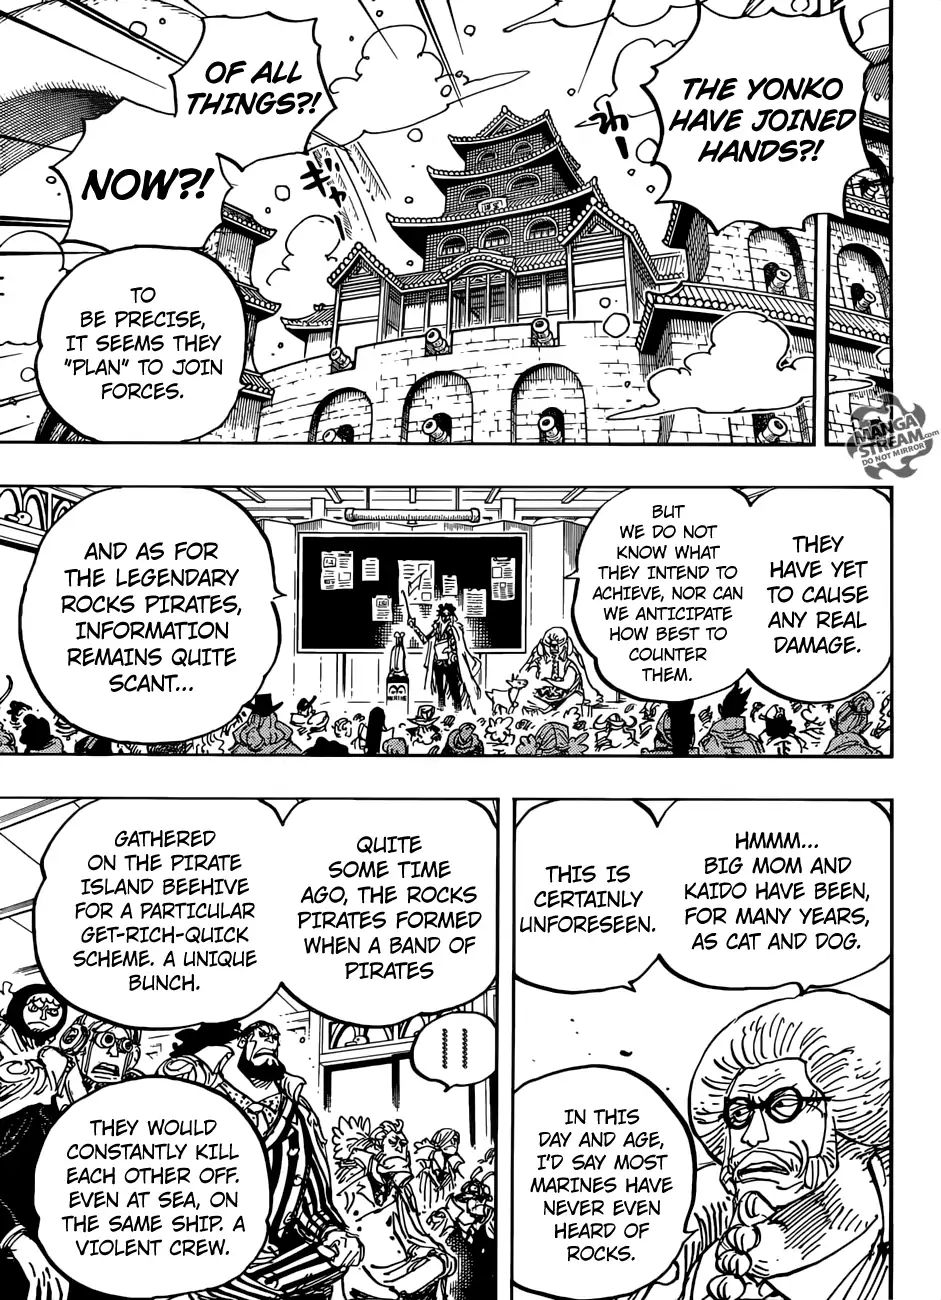 THE YONKO
HAVE JOINED
HANDS?!
OF ALL
THINGS?!
NOW?!
TO
BE PRECISE,
IT SEEMS THEY
"PLAN" TO JOIN
FORCES.
MANGA
STREAM.com
DO NOT MIRROR
THEY
HAVE YET
TO CAUSE
ANY REAL
DAMAGE.
BUT
WE DO NOT
KNOW WHAT
THEY INTEND TO
ACHIEVE, NOR CAN
WE ANTICIPATE
HOW BEST TO
COUNTER
THEM.
AND AS FOR
THE LEGENDARY
ROCKS PIRATES,
INFORMATION
REMAINS QUITE
SCANT...
HMMM...
BIG MOM AND
KAIDO HAVE BEEN,
FOR MANY YEARS,
AS CAT AND DOG.
THIS IS
CERTAINLY
UNFORESEEN.
IN THIS
DAY AND AGE,
I'D SAY MOST
MARINES HAVE
NEVER EVEN
HEARD OF
ROCKS.
QUITE
SOME TIME
AGO, THE ROCKS
PIRATES FORMED
WHEN A BAND OF
PIRATES
GATHERED
ON THE PIRATE
ISLAND BEEHIVE
FOR A PARTICULAR
GET-RICH-QUICK
SCHEME. A UNIQUE
BUNCH.
THEY WOULD
CONSTANTLY KILL
EACH OTHER OFF.
EVEN AT SEA, ON
THE SAME SHIP. A
VIOLENT CREW.